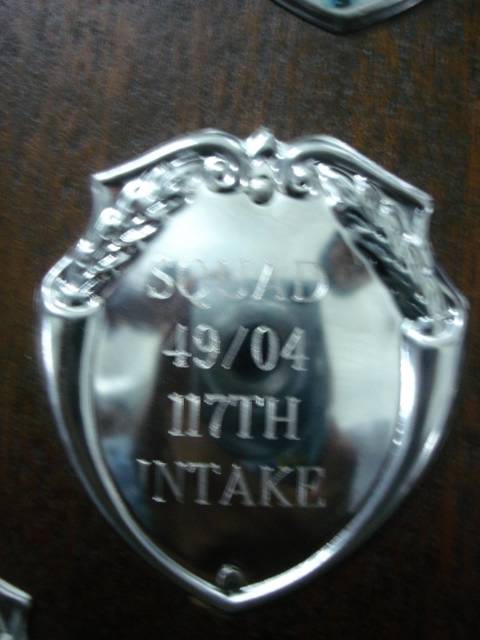 SQUAD
49/04
117TH
INTAKE